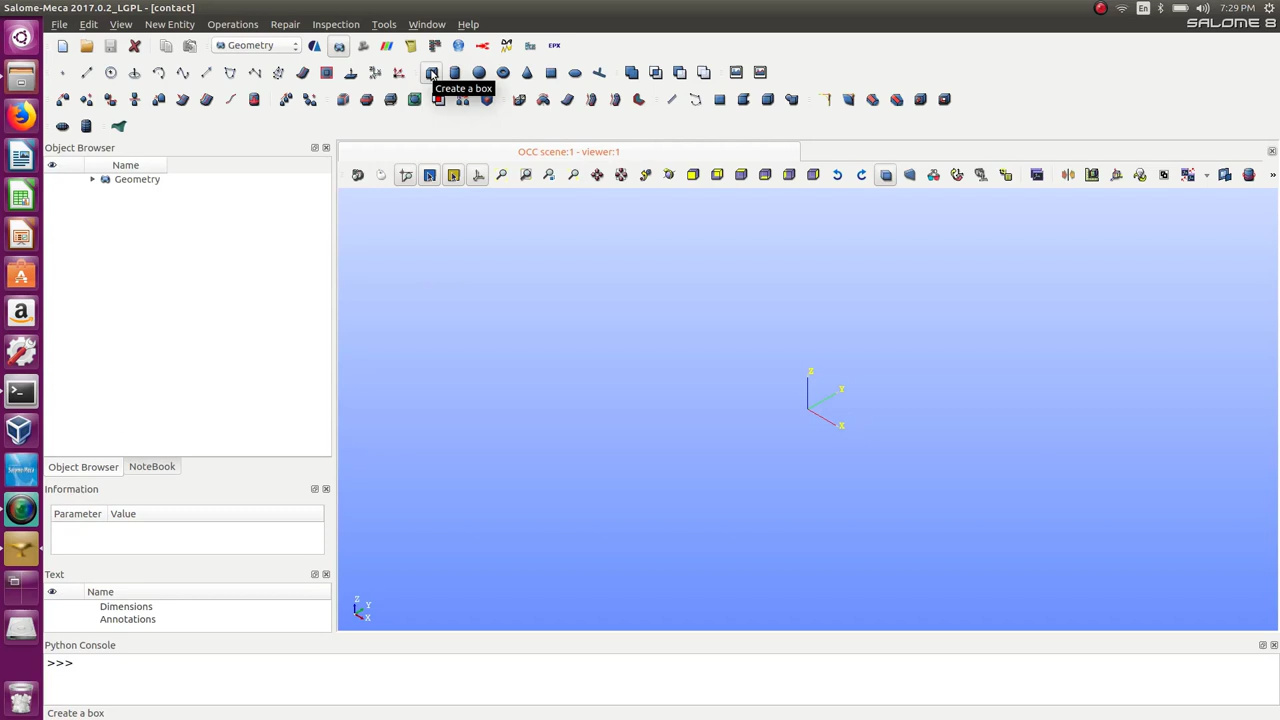 Salome-Meca 2017.0.2_LGPL - [contact]
En
7:29 PM
File Edit View New Entity Operations Repair Inspection Tools Window Help
SALOME 8
Geometry
EPX
Create a box
Object Browser
OCC scene:1 - viewer:1
Name
Geometry
Z
Y
X
Object Browser NoteBook
Information
Parameter Value
Text
Name
Dimensions
Annotations
Z
Y
X
Python Console
>>>
Create a box